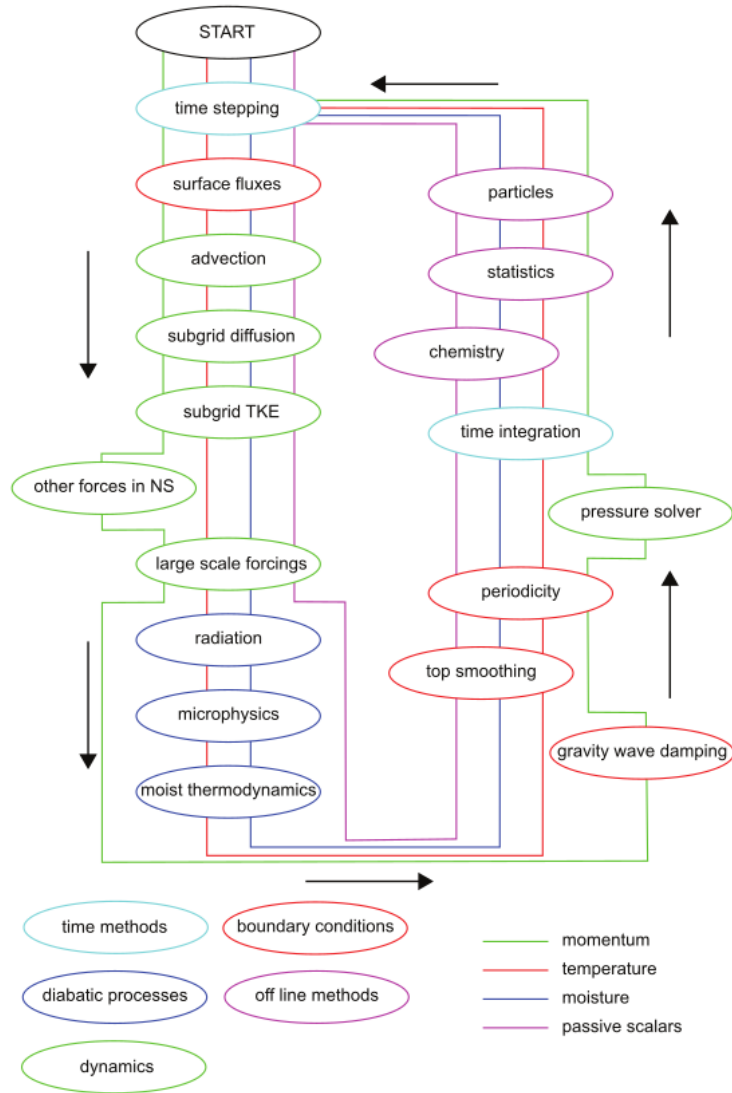 START
time stepping
surface fluxes
advection
subgrid diffusion
subgrid TKE
other forces in NS
large scale forcings
radiation
microphysics
moist thermodynamics
particles
statistics
chemistry
time integration
pressure solver
periodicity
top smoothing
gravity wave damping
time methods
boundary conditions
diabatic processes
off line methods
dynamics
momentum
temperature
moisture
passive scalars